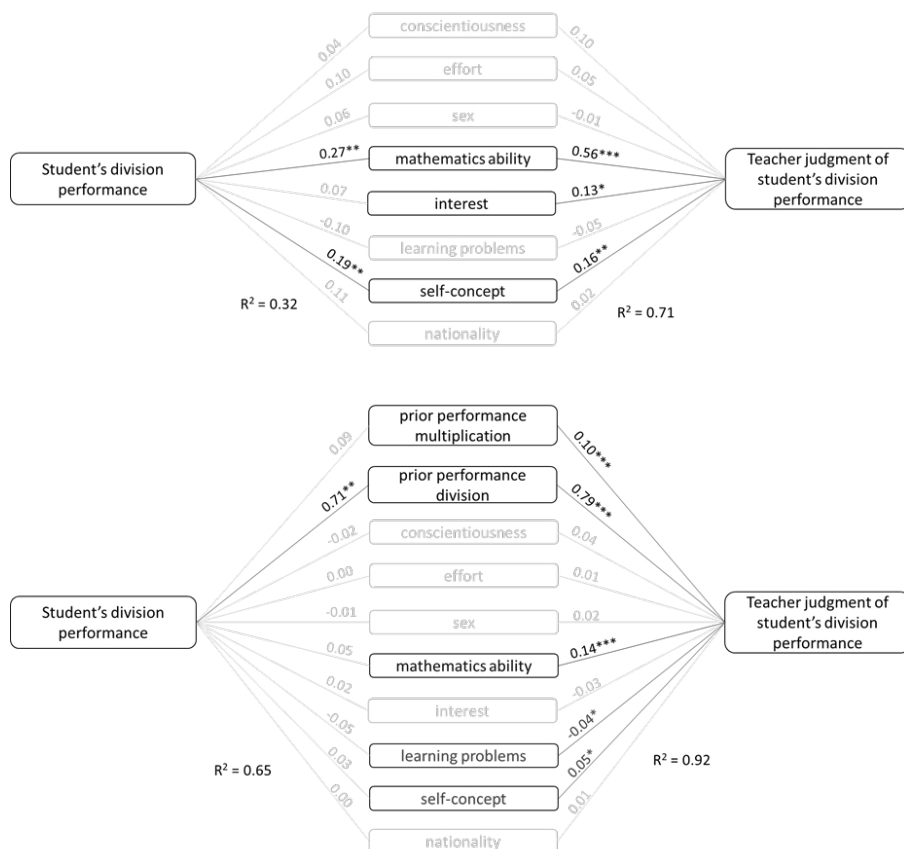 conscientiousness
0.04
0.10
effort
0.10
0.05
sex
0.06
-0.01
mathematics ability
0.27**
0.56***
Student's division
performance
Teacher judgment of
student's division
performance
interest
0.07
0.13*
learning problems
-0.10
-0.05
self-concept
0.19**
0.16**
nationality
0.11
0.02
R² = 0.32
R² = 0.71
prior performance
multiplication
0.09
0.10***
prior performance
division
0.71**
0.79***
conscientiousness
-0.02
0.04
effort
0.00
0.01
Student's division
performance
Teacher judgment of
student's division
performance
sex
-0.01
0.02
mathematics ability
0.05
0.14***
interest
0.02
-0.03
learning problems
-0.05
-0.04*
self-concept
0.03
0.05*
nationality
0.00
0.01
R² = 0.65
R² = 0.92